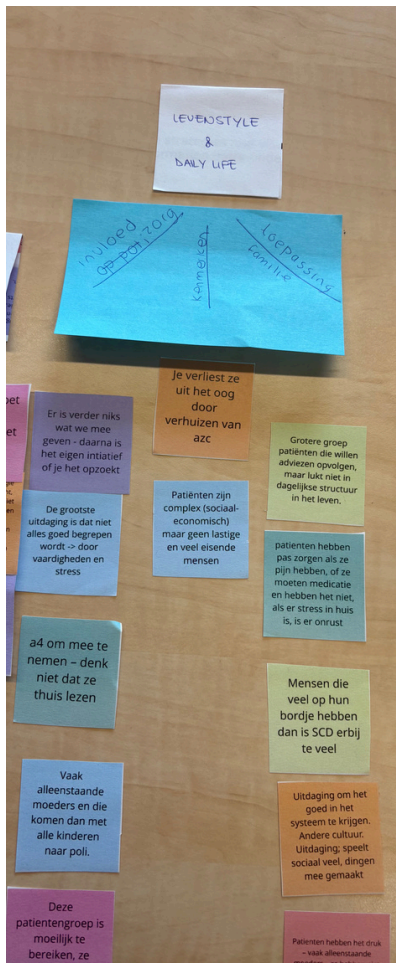 LEVENSTYLE
&
DAILY LIFE
invloed
op poli, zorg
kenmerken
toepassing
familie
Er is verder niks
wat we mee
geven - daarna is
het eigen intiatief
of je het opzoekt
De grootste
uitdaging is dat niet
alles goed begrepen
wordt -> door
vaardigheden en
stress
a4 om mee te
nemen – denk
niet dat ze
thuis lezen
Vaak
alleenstaande
moeders en die
komen dan met
alle kinderen
naar poli.
Deze
patientengroep is
moeilijk te
bereiken, ze
Je verliest ze
uit het oog
door
verhuizen van
azc
Patiënten zijn
complex (sociaal-
economisch)
maar geen lastige
en veel eisende
mensen
Grotere groep
patiënten die willen
adviezen opvolgen,
maar lukt niet in
dagelijkse structuur
in het leven.
patienten hebben
pas zorgen als ze
pijn hebben, of ze
moeten medicatie
en hebben het niet,
als er stress in huis
is, is er onrust
Mensen die
veel op hun
bordje hebben
dan is SCD erbij
te veel
Uitdaging om het
goed in het
systeem te krijgen.
Andere cultuur.
Uitdaging; speelt
sociaal veel, dingen
mee gemaakt
Patienten hebben het druk
– vaak alleenstaande